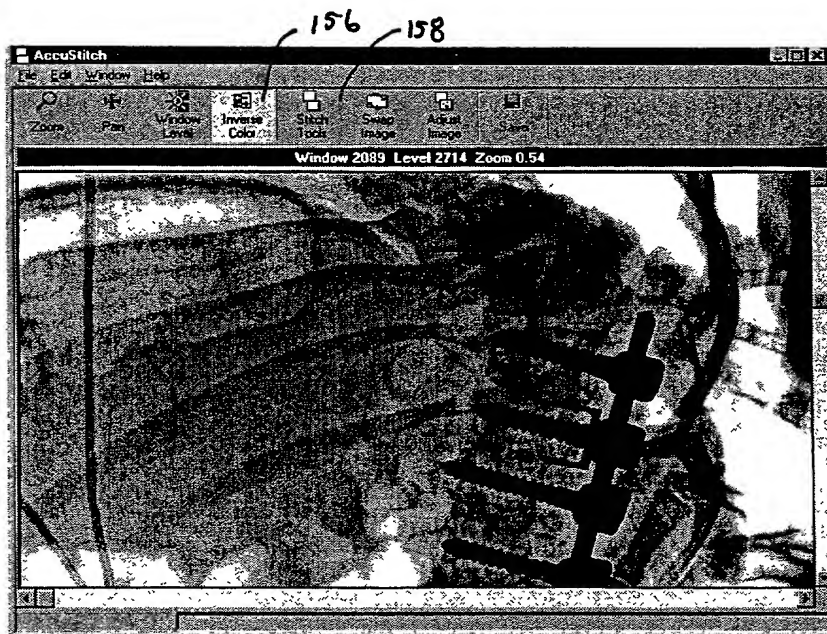 156
158
AccuStitch
File Edit Window Help
Zoom Pan Window Level Inverse Color Stitch Tools Swap Image Adjust Image Save
Window 2089 Level 2714 Zoom 0.54